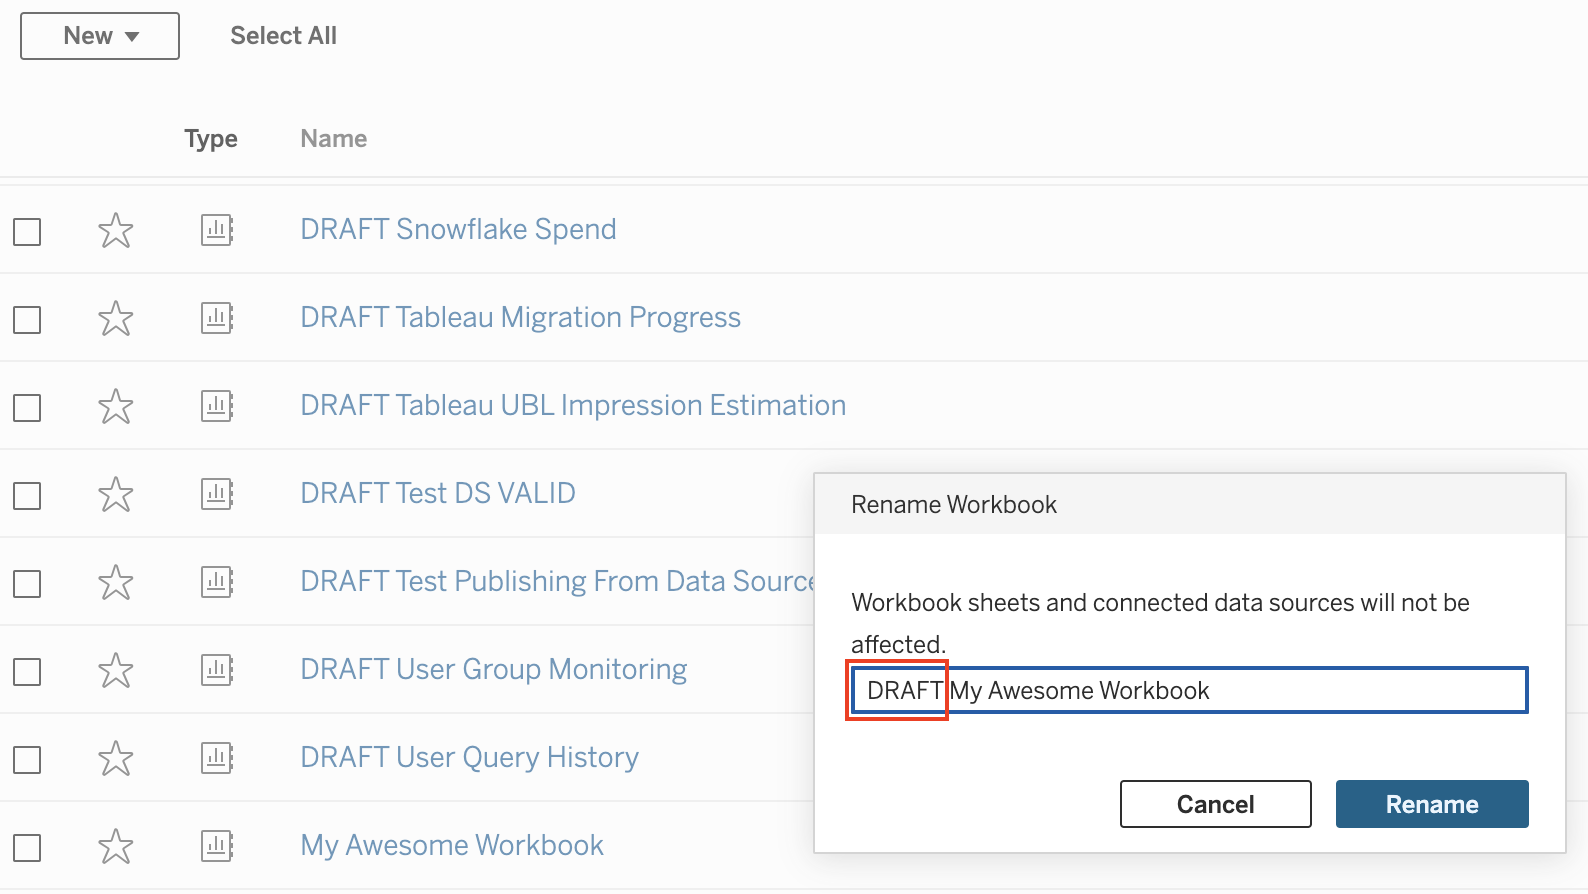 New
Select All
Type Name
DRAFT Snowflake Spend
DRAFT Tableau Migration Progress
DRAFT Tableau UBL Impression Estimation
DRAFT Test DS VALID
DRAFT Test Publishing From Data Source
DRAFT User Group Monitoring
DRAFT User Query History
My Awesome Workbook
Rename Workbook
Workbook sheets and connected data sources will not be
affected.
DRAFT My Awesome Workbook
Cancel
Rename